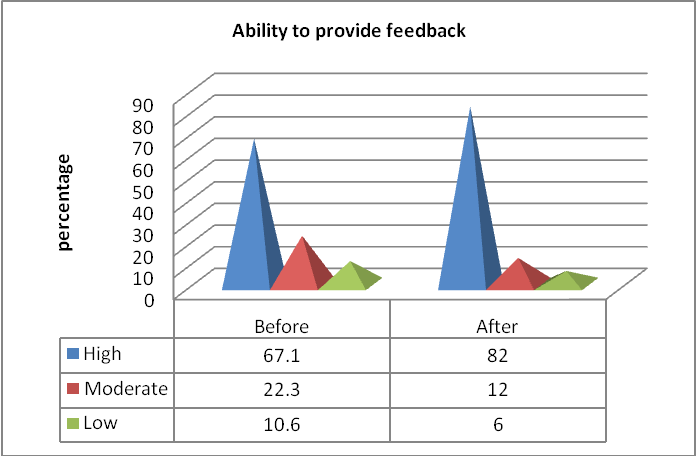 Ability to provide feedback
percentage
90
80
70
60
50
40
30
20
10
0
Before After
High 67.1 82
Moderate 22.3 12
Low 10.6 6